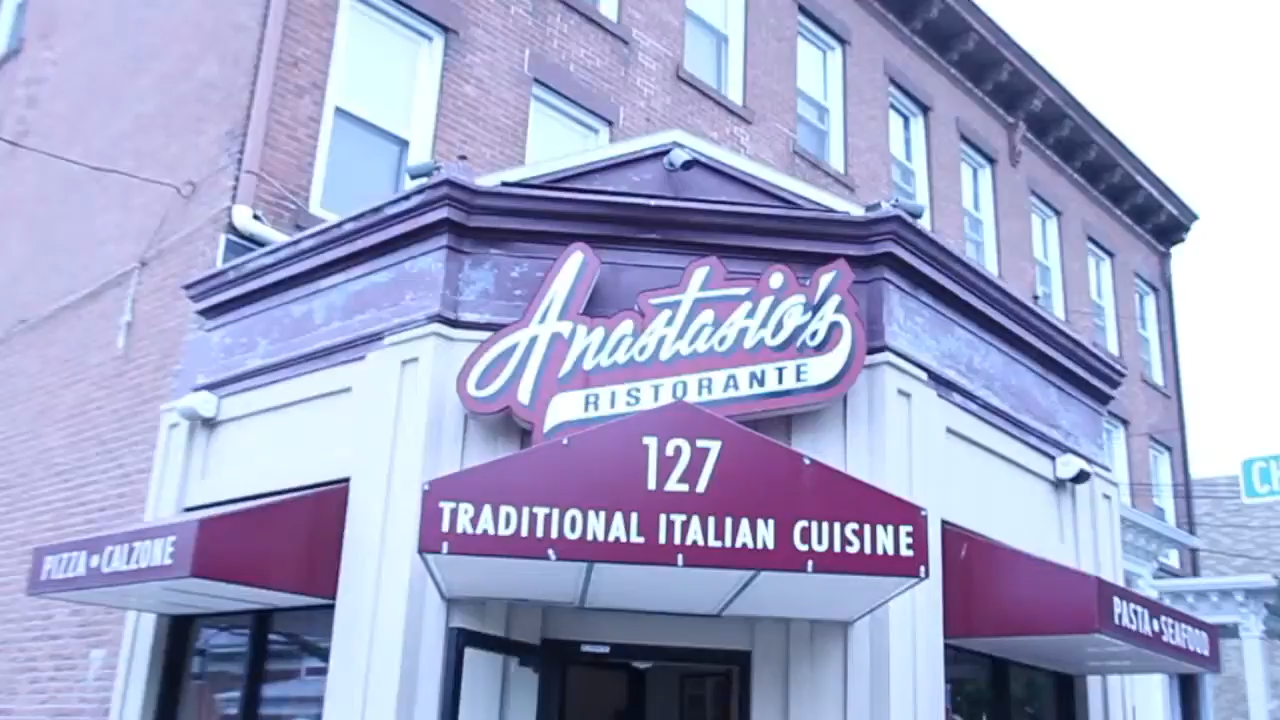 Anastasio's
RISTORANTE
127
TRADITIONAL ITALIAN CUISINE
PIZZA • CALZONE
PASTA • SEAFOOD